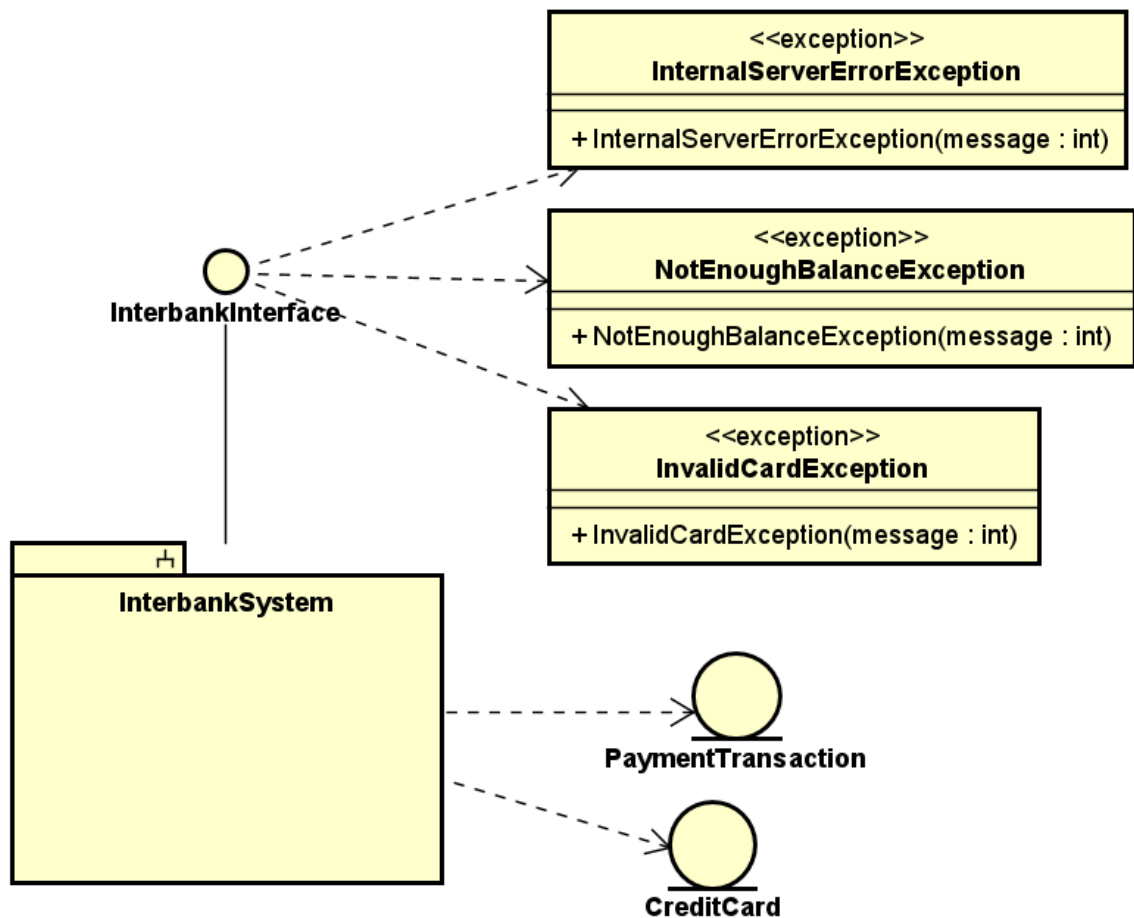 <<exception>>
InternalServerErrorException
+ InternalServerErrorException(message : int)
<<exception>>
NotEnoughBalanceException
+ NotEnoughBalanceException(message : int)
InterbankInterface
<<exception>>
InvalidCardException
+ InvalidCardException(message : int)
InterbankSystem
PaymentTransaction
CreditCard